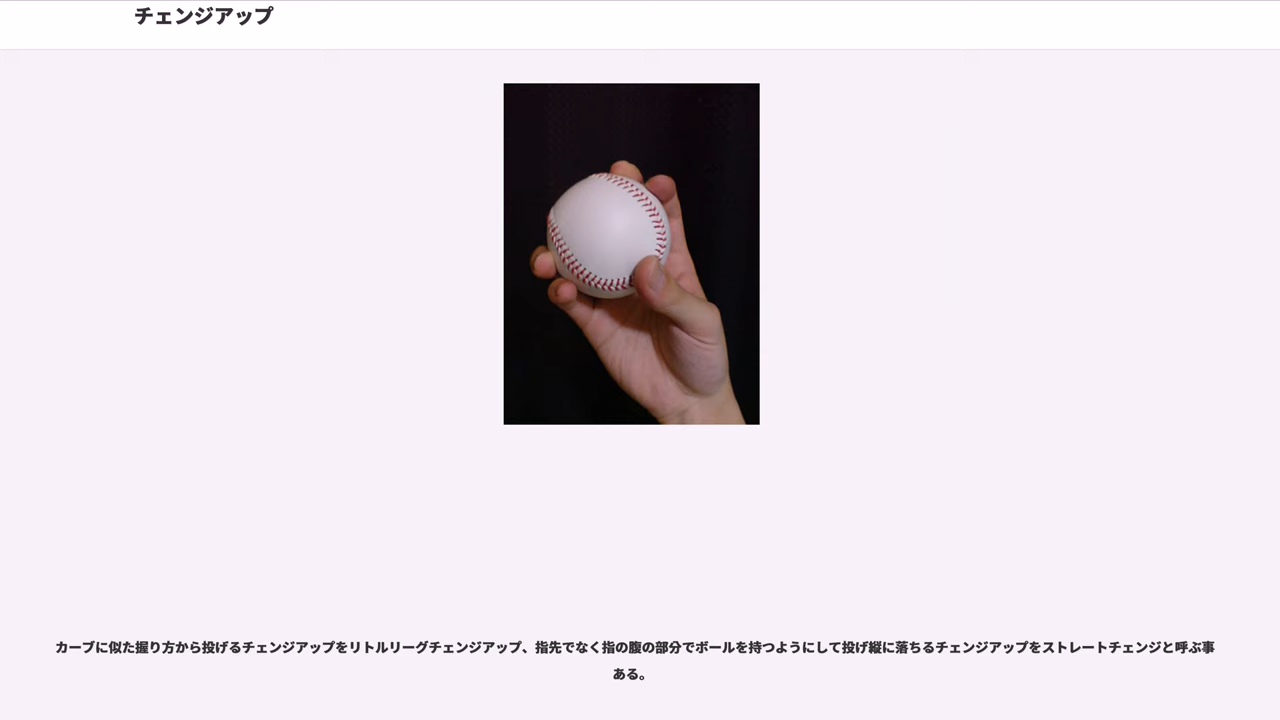 チェンジアップ
カーブに似た握り方から投げるチェンジアップをリトルリーグチェンジアップ、指先でなく指の腹の部分でボールを持つようにして投げ縦に落ちるチェンジアップをストレートチェンジと呼ぶ事
ある。